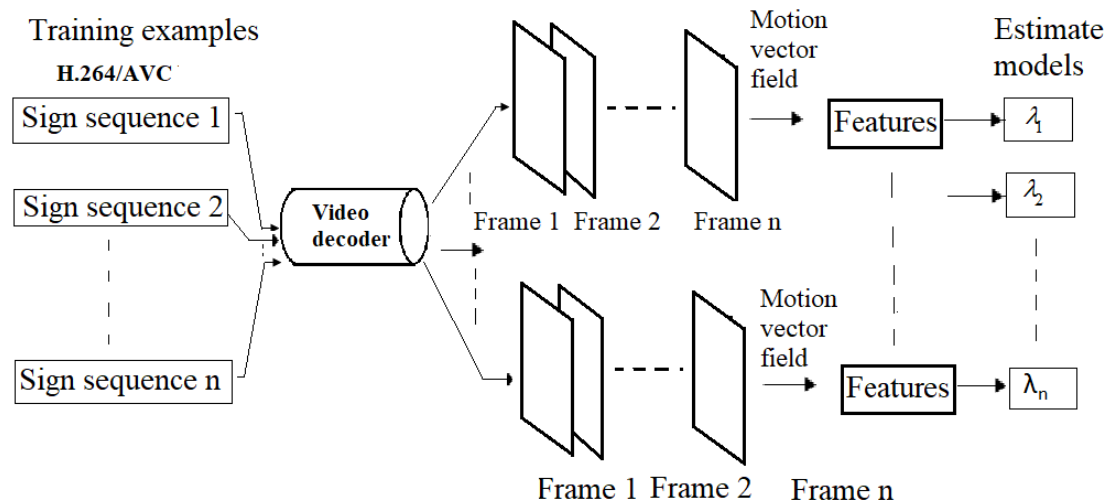 Training examples
H.264/AVC
Sign sequence 1
Sign sequence 2
Sign sequence n
Video
decoder
Frame 1
Frame 2
Frame n
Motion
vector
field
Features
Estimate
models
λ1
λ2
Frame 1
Frame 2
Frame n
Motion
vector
field
Features
λn